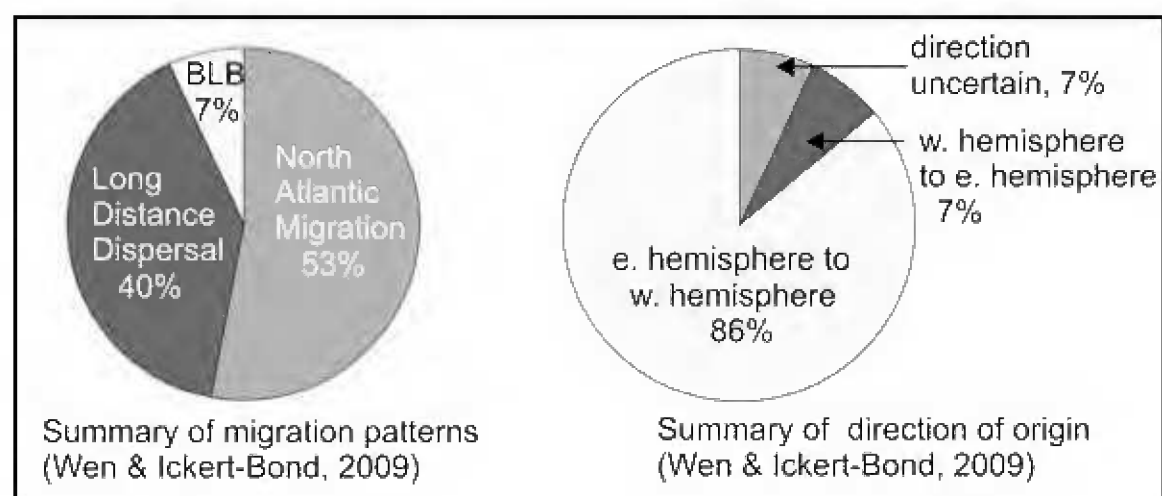 BLB
7%
North
Atlantic
Migration
53%
Long
Distance
Dispersal
40%
Summary of migration patterns
(Wen & Ickert-Bond, 2009)
direction
uncertain, 7%
w. hemisphere
to e. hemisphere
7%
e. hemisphere to
w. hemisphere
86%
Summary of direction of origin
(Wen & Ickert-Bond, 2009)